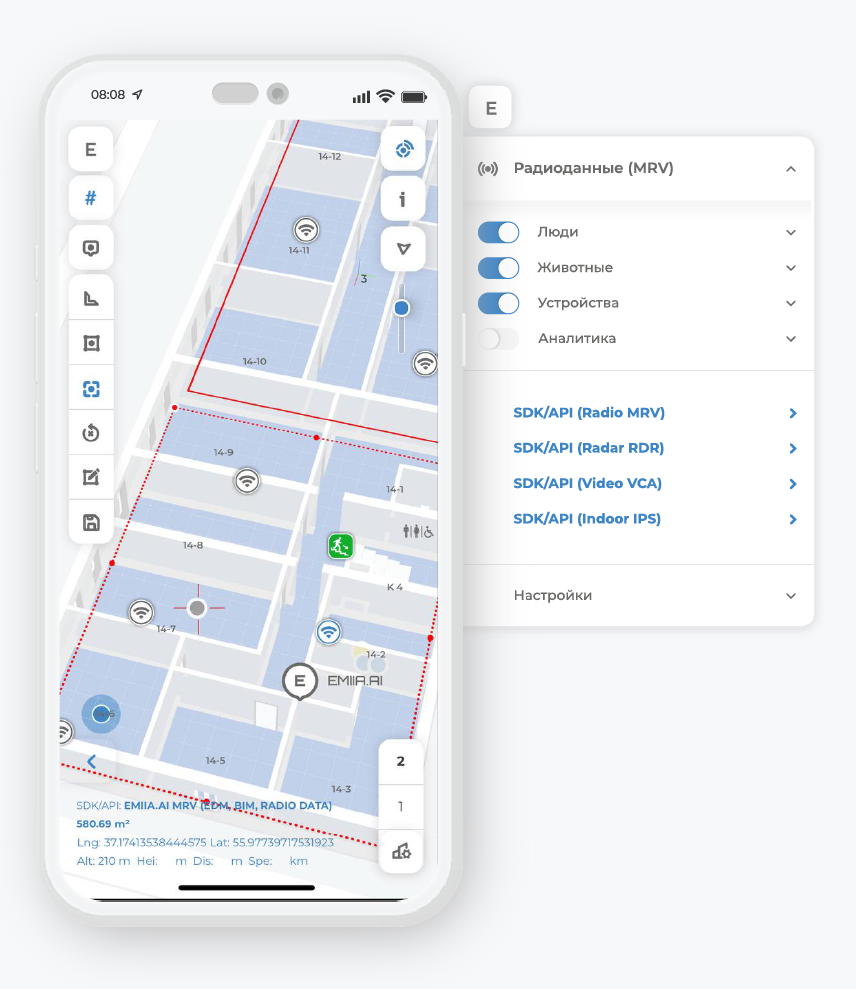 08:08
E
#
14-12
14-11
3
14-10
14-9
14-1
14-8
K 4
14-7
14-2
E
EMIIA.AI
14-5
14-3
2
1
SDK/API: EMIIA.AI MRV (EDM, BIM, RADIO DATA)
580.69 m²
Lng: 37.17413538444575 Lat: 55.97739717531923
Alt: 210 m Hei: m Dis: m Spe: km
E
Радиоданные (MRV)
Люди
Животные
Устройства
Аналитика
SDK/API (Radio MRV)
SDK/API (Radar RDR)
SDK/API (Video VCA)
SDK/API (Indoor IPS)
Настройки